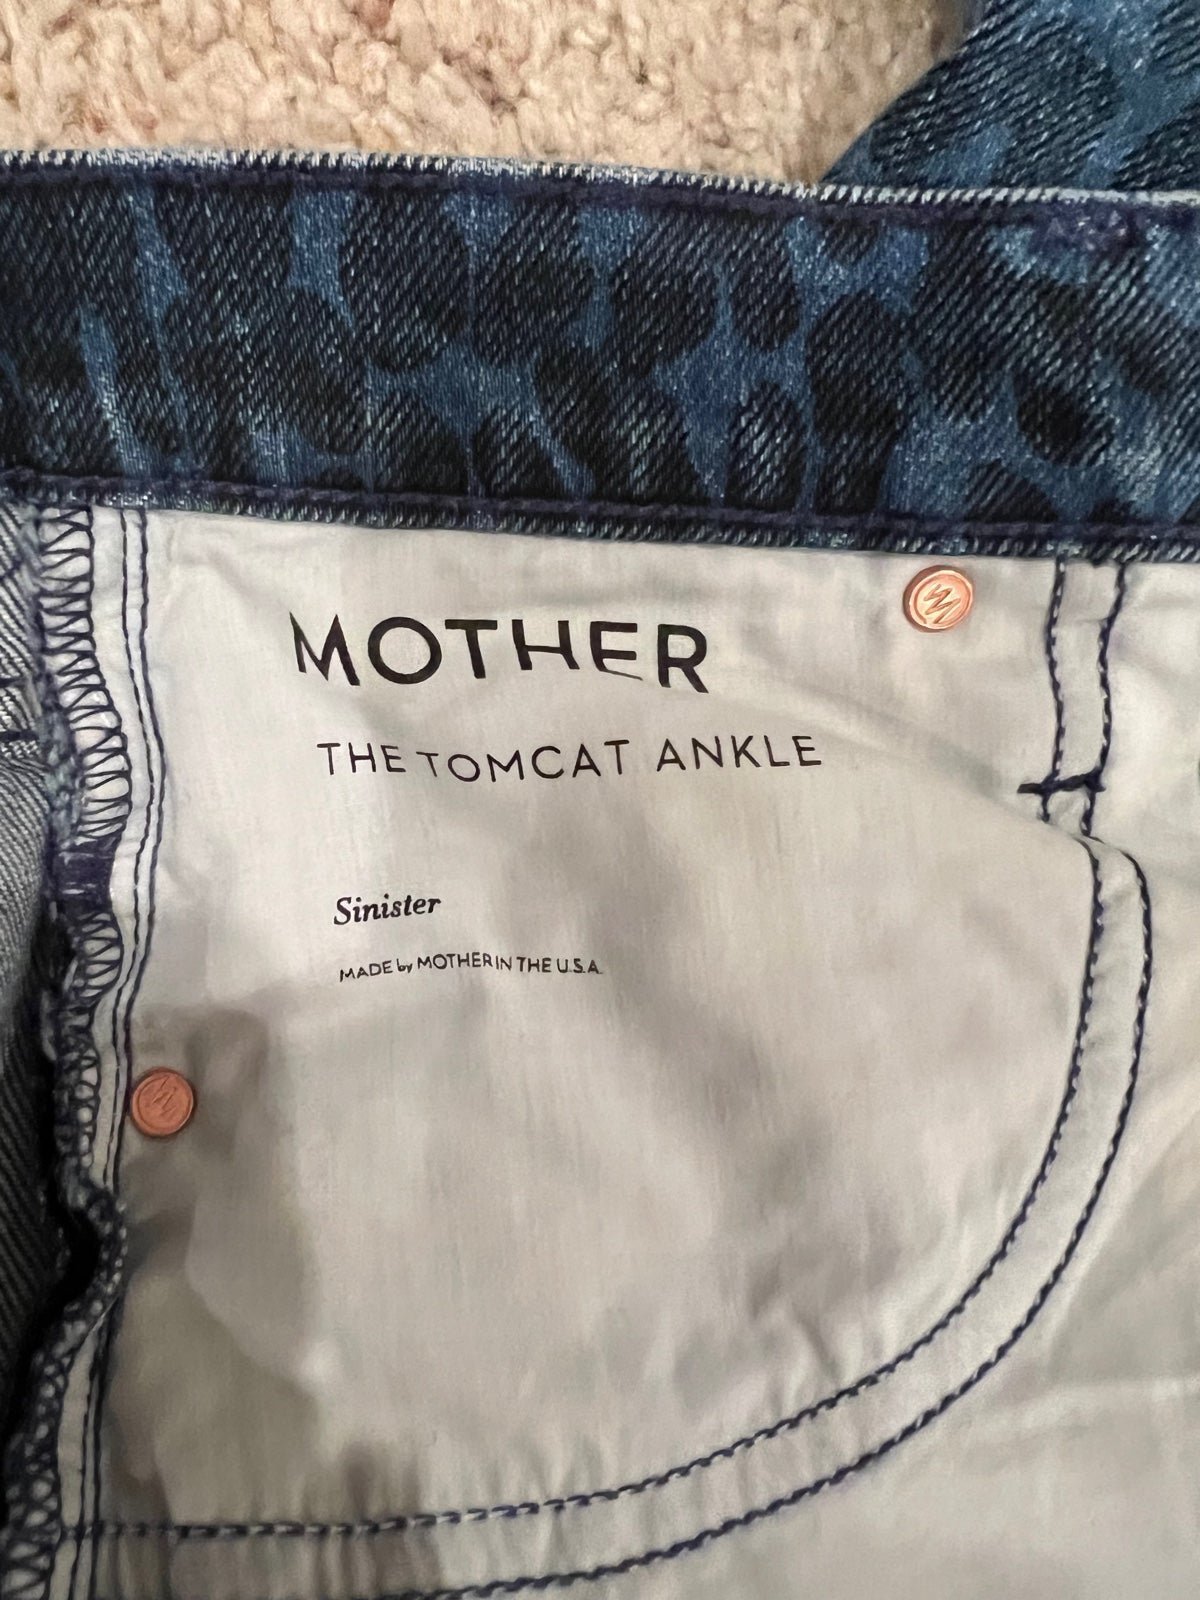 MOTHER
THE TOMCAT ANKLE
Sinister
MADE by MOTHER IN THE U.S.A.